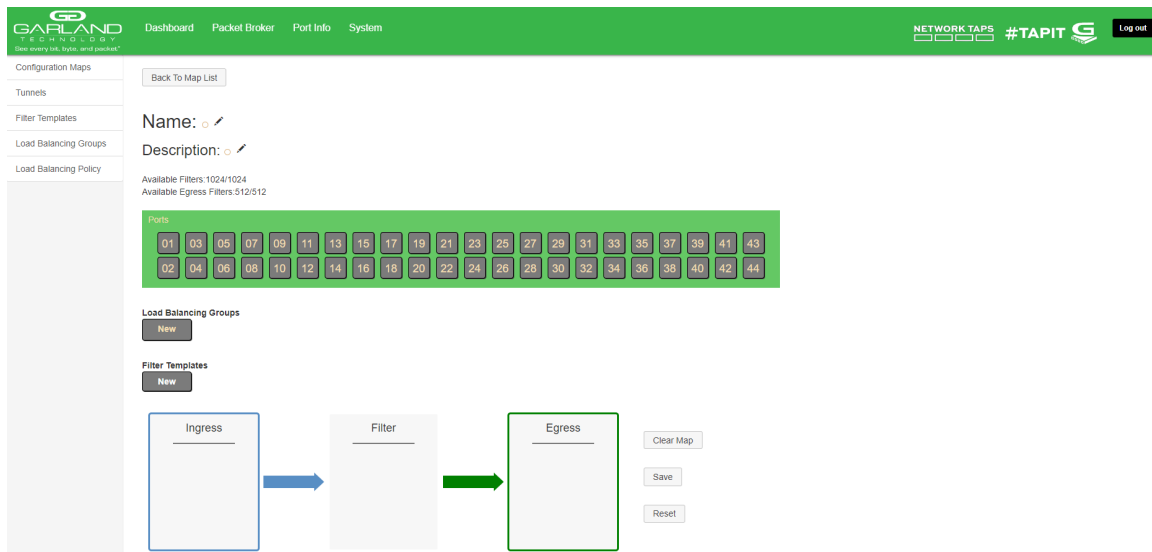 GARLAND
TECHNOLOGY
See every bit, byte, and packet®
Dashboard Packet Broker Port Info System
NETWORK TAPS
#TAPIT
Log out
Configuration Maps
Tunnels
Filter Templates
Load Balancing Groups
Load Balancing Policy
Back To Map List
Name:
Description:
Available Filters:1024/1024
Available Egress Filters:512/512
Ports
01 03 05 07 09 11 13 15 17 19 21 23 25 27 29 31 33 35 37 39 41 43
02 04 06 08 10 12 14 16 18 20 22 24 26 28 30 32 34 36 38 40 42 44
Load Balancing Groups
New
Filter Templates
New
Ingress
Filter
Egress
Clear Map
Save
Reset